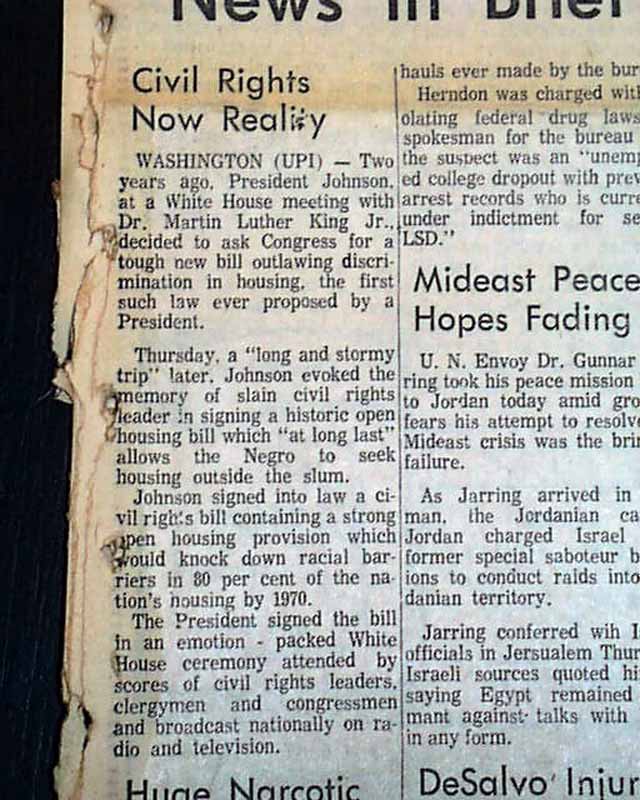 News in Brief
Civil Rights
Now Reality
WASHINGTON (UPI) — Two
years ago, President Johnson,
at a White House meeting with
Dr. Martin Luther King Jr.,
decided to ask Congress for a
tough new bill outlawing discri-
mination in housing, the first
such law ever proposed by a
President.
Thursday, a "long and stormy
trip" later, Johnson evoked the
memory of slain civil rights
leader in signing a historic open
housing bill which "at long last"
allows the Negro to seek
housing outside the slum.
Johnson signed into law a ci-
vil rights bill containing a strong
open housing provision which
would knock down racial bar-
riers in 80 per cent of the na-
tion's housing by 1970.
The President signed the bill
in an emotion - packed White
House ceremony attended by
scores of civil rights leaders,
clergymen and congressmen
and broadcast nationally on ra-
dio and television.
Huge Narcotic
hauls ever made by the bur
Herndon was charged with
olating federal drug laws
spokesman for the bureau
the suspect was an "unemp
ed college dropout with prev
arrest records who is curre
under indictment for se
LSD."
Mideast Peace
Hopes Fading
U. N. Envoy Dr. Gunnar
ring took his peace mission
to Jordan today amid gro
fears his attempt to resolve
Mideast crisis was the brin
failure.
As Jarring arrived in
man, the Jordanian ca
Jordan charged Israel
former special saboteur b
ions to conduct raids into
danian territory.
Jarring conferred wih I
officials in Jersualem Thur
Israeli sources quoted hi
saying Egypt remained
mant against talks with
in any form.
DeSalvo Injur